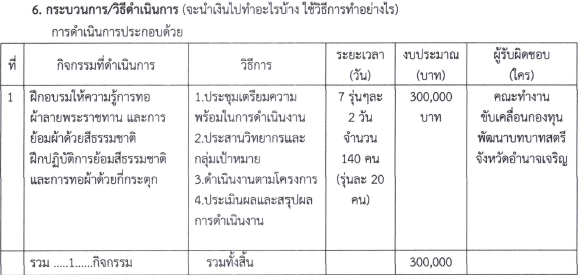 6. กระบวนการ/วิธีดำเนินการ (จะนำเงินไปทำอะไรบ้าง ใช้วิธีการทำอย่างไร)
การดำเนินการประกอบด้วย
ที่ กิจกรรมที่ดำเนินการ วิธีการ ระยะเวลา (วัน) งบประมาณ (บาท) ผู้รับผิดชอบ (ใคร)
1 ฝึกอบรมให้ความรู้การทอ 1.ประชุมเตรียมความ 7 รุ่นๆละ 300,000 คณะทำงาน
ผ้าลายพระราชทาน และการ พร้อมในการดำเนินงาน 2 วัน บาท ขับเคลื่อนกองทุน
ย้อมผ้าด้วยสีธรรมชาติ 2.ประสานวิทยากรและ จำนวน พัฒนาบทบาทสตรี
ฝึกปฏิบัติการย้อมสีธรรมชาติ กลุ่มเป้าหมาย 140 คน จังหวัดอำนาจเจริญ
และการทอผ้าด้วยกี่กระตุก 3.ดำเนินงานตามโครงการ (รุ่นละ 20
4.ประเมินผลและสรุปผล คน)
การดำเนินงาน
รวม .....1......กิจกรรม รวมทั้งสิ้น 300,000